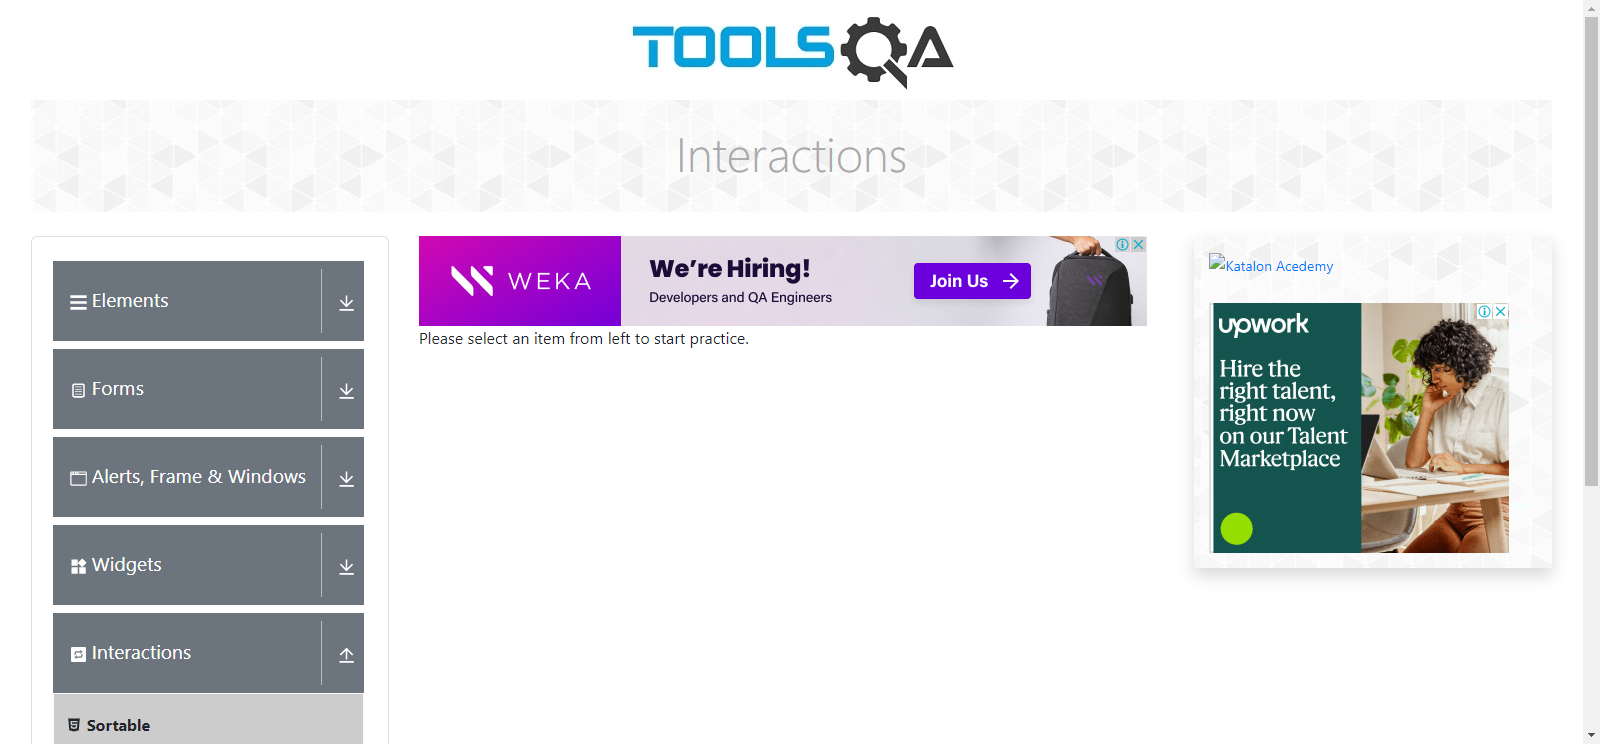 TOOLSQA
Interactions
Elements
Forms
Alerts, Frame & Windows
Widgets
Interactions
Sortable
WEKA
We're Hiring!
Developers and QA Engineers
Join Us
Please select an item from left to start practice.
Katalon Acedemy
upwork
Hire the
right talent,
right now
on our Talent
Marketplace